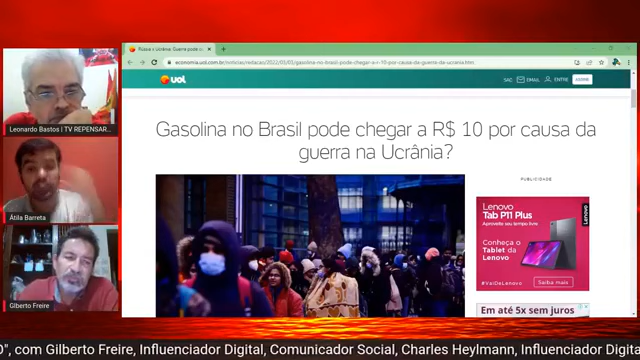 Rússia x Ucrânia: Guerra pode c
economia.uol.com.br/noticias/redacao/2022/03/03/gasolina-no-brasil-pode-chegar-a-r-10-por-causa-da-guerra-da-ucrania.htm
uol
SAC
EMAIL
ENTRE
ASSINE
Leonardo Bastos | TV REPENSAR...
Átila Barreta
GIlberto Freire
Gasolina no Brasil pode chegar a R$ 10 por causa da
guerra na Ucrânia?
PUBLICIDADE
Lenovo
Tab P11 Plus
Aproveite seu tempo livre
Lenovo
Conheça o
Tablet da
Lenovo
#VaiDeLenovo
Saiba mais
Em até 5x sem juros
O", com Gilberto Freire, Influenciador Digital, Comunicador Social, Charles Heylmann, Influenciador Digita